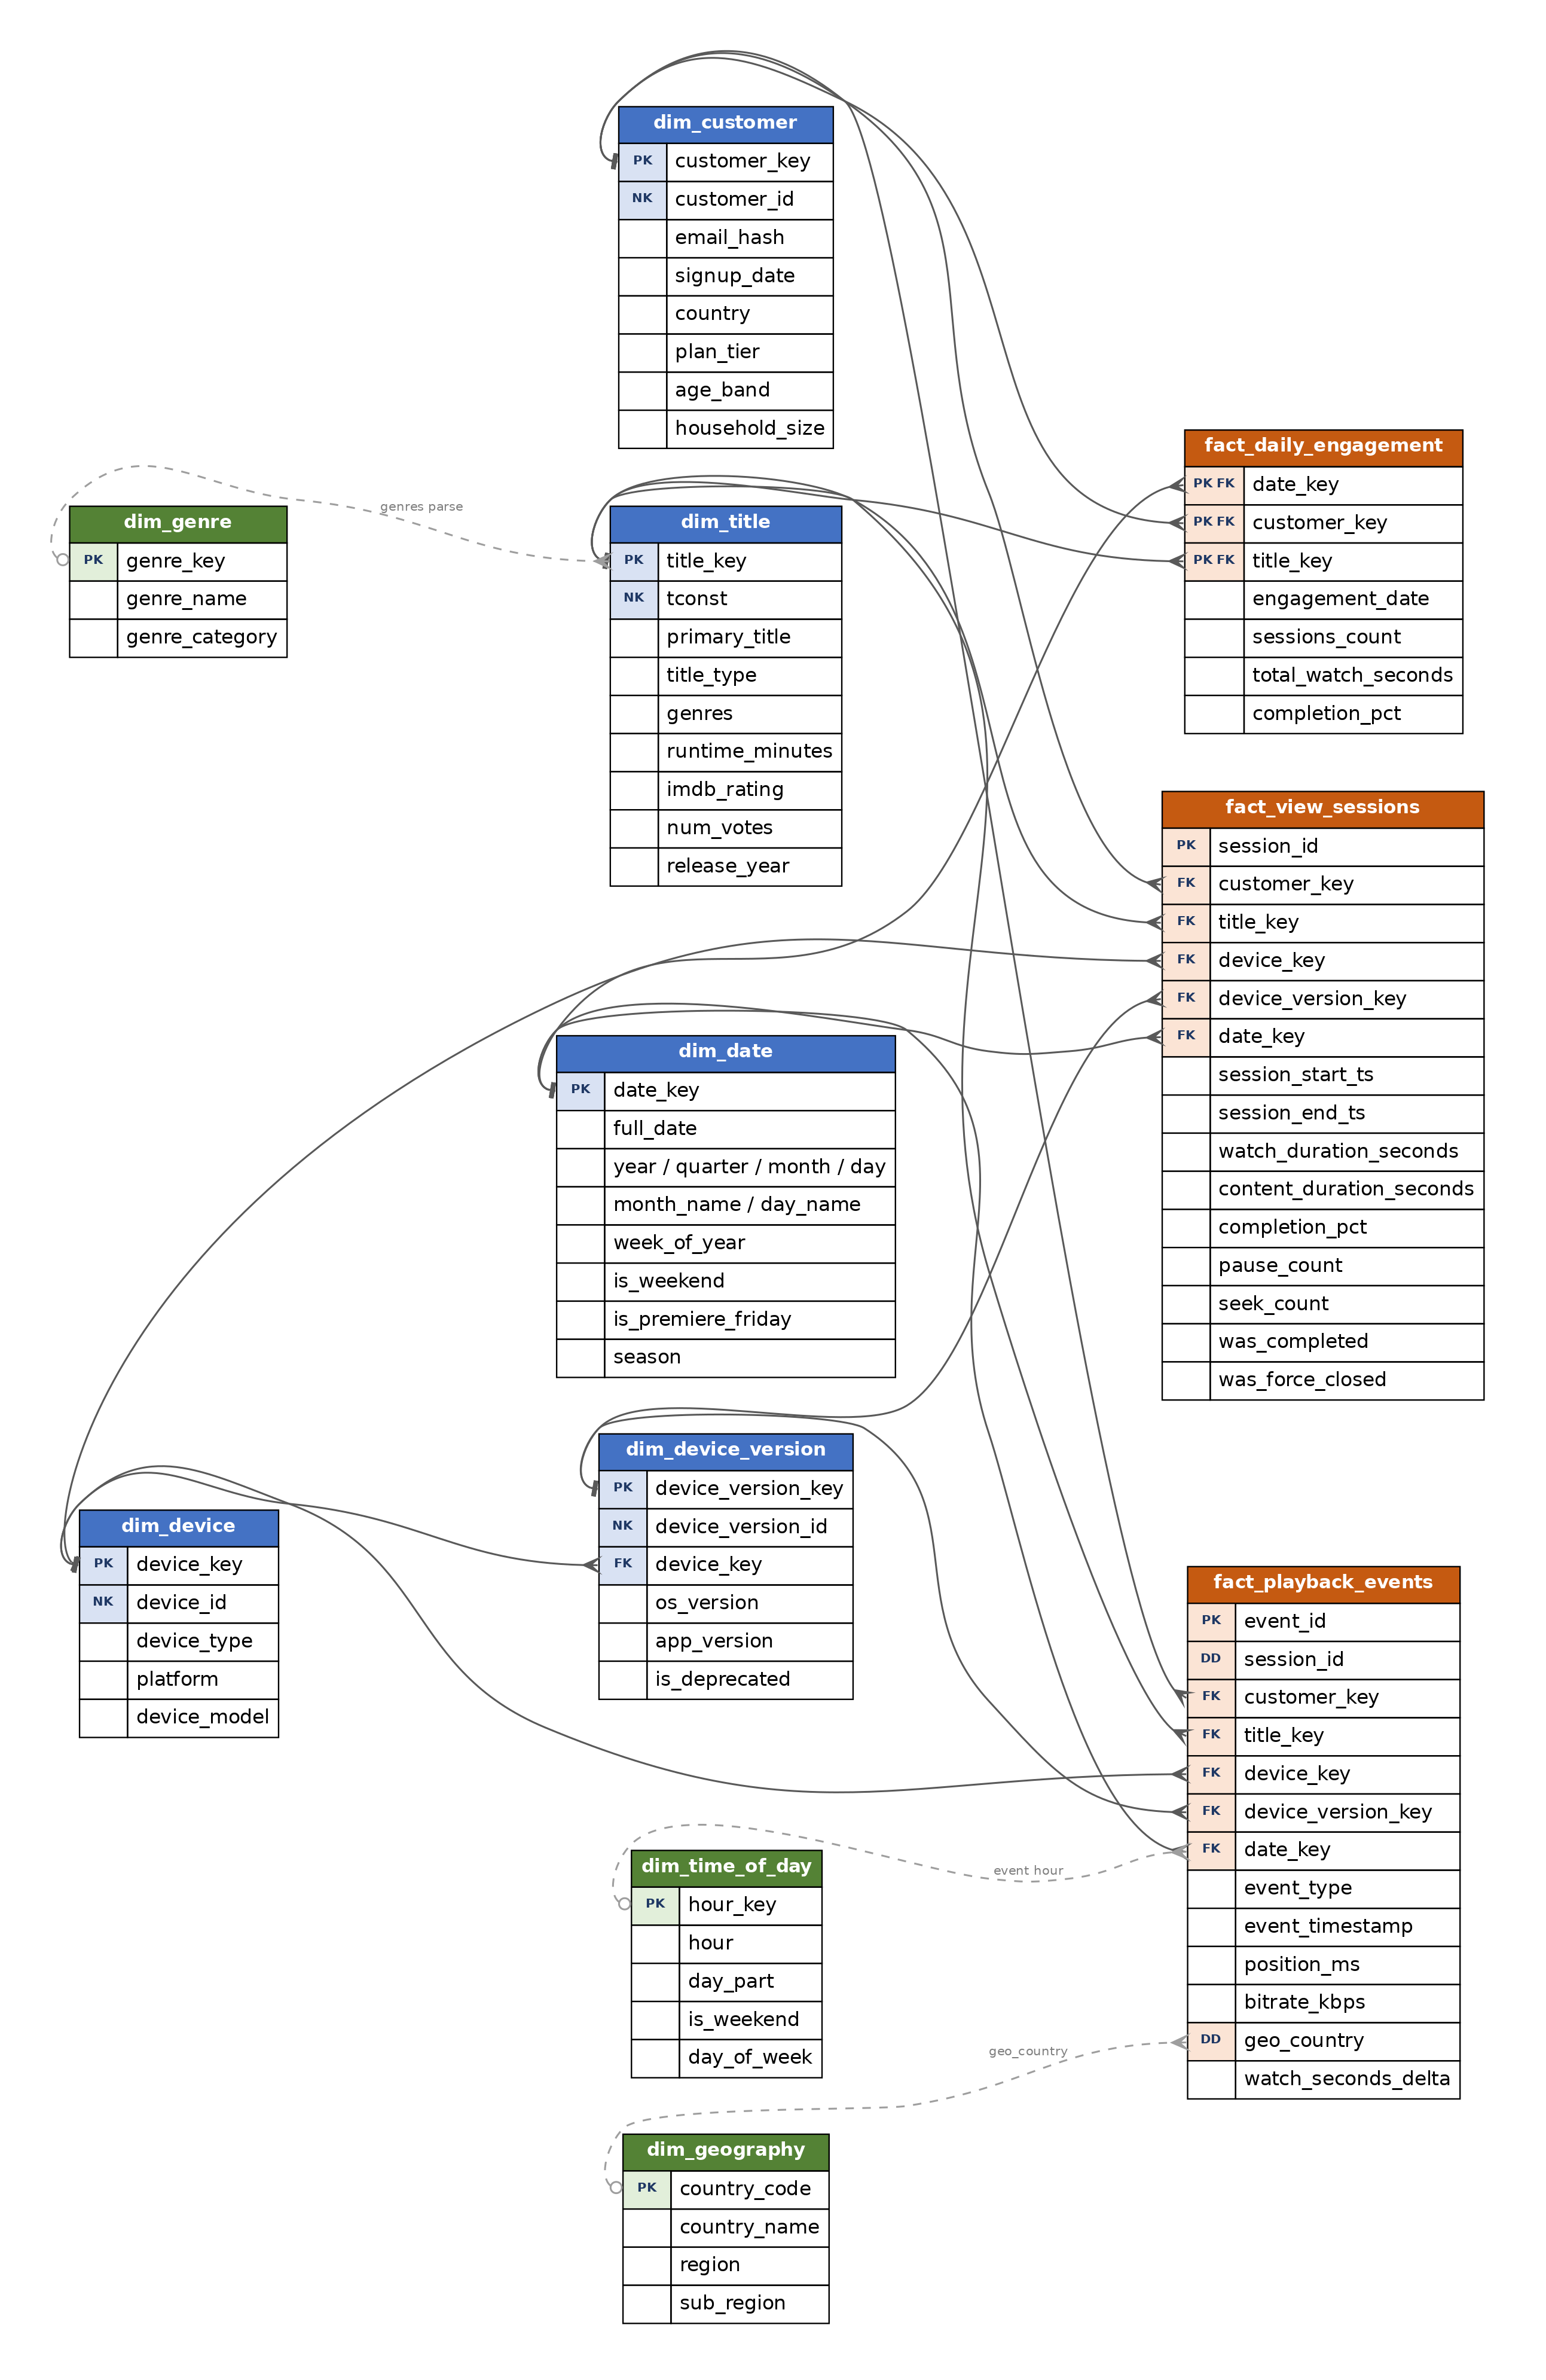 dim_customer
PK customer_key
NK customer_id
email_hash
signup_date
country
plan_tier
age_band
household_size
genres parse
dim_genre
PK genre_key
genre_name
genre_category
dim_title
PK title_key
NK tconst
primary_title
title_type
genres
runtime_minutes
imdb_rating
num_votes
release_year
fact_daily_engagement
PK FK date_key
PK FK customer_key
PK FK title_key
engagement_date
sessions_count
total_watch_seconds
completion_pct
fact_view_sessions
PK session_id
FK customer_key
FK title_key
FK device_key
FK device_version_key
FK date_key
session_start_ts
session_end_ts
watch_duration_seconds
content_duration_seconds
completion_pct
pause_count
seek_count
was_completed
was_force_closed
dim_date
PK date_key
full_date
year / quarter / month / day
month_name / day_name
week_of_year
is_weekend
is_premiere_friday
season
dim_device_version
PK device_version_key
NK device_version_id
FK device_key
os_version
app_version
is_deprecated
dim_device
PK device_key
NK device_id
device_type
platform
device_model
fact_playback_events
PK event_id
DD session_id
FK customer_key
FK title_key
FK device_key
FK device_version_key
FK date_key
event_type
event_timestamp
position_ms
bitrate_kbps
DD geo_country
watch_seconds_delta
event hour
dim_time_of_day
PK hour_key
hour
day_part
is_weekend
day_of_week
geo_country
dim_geography
PK country_code
country_name
region
sub_region